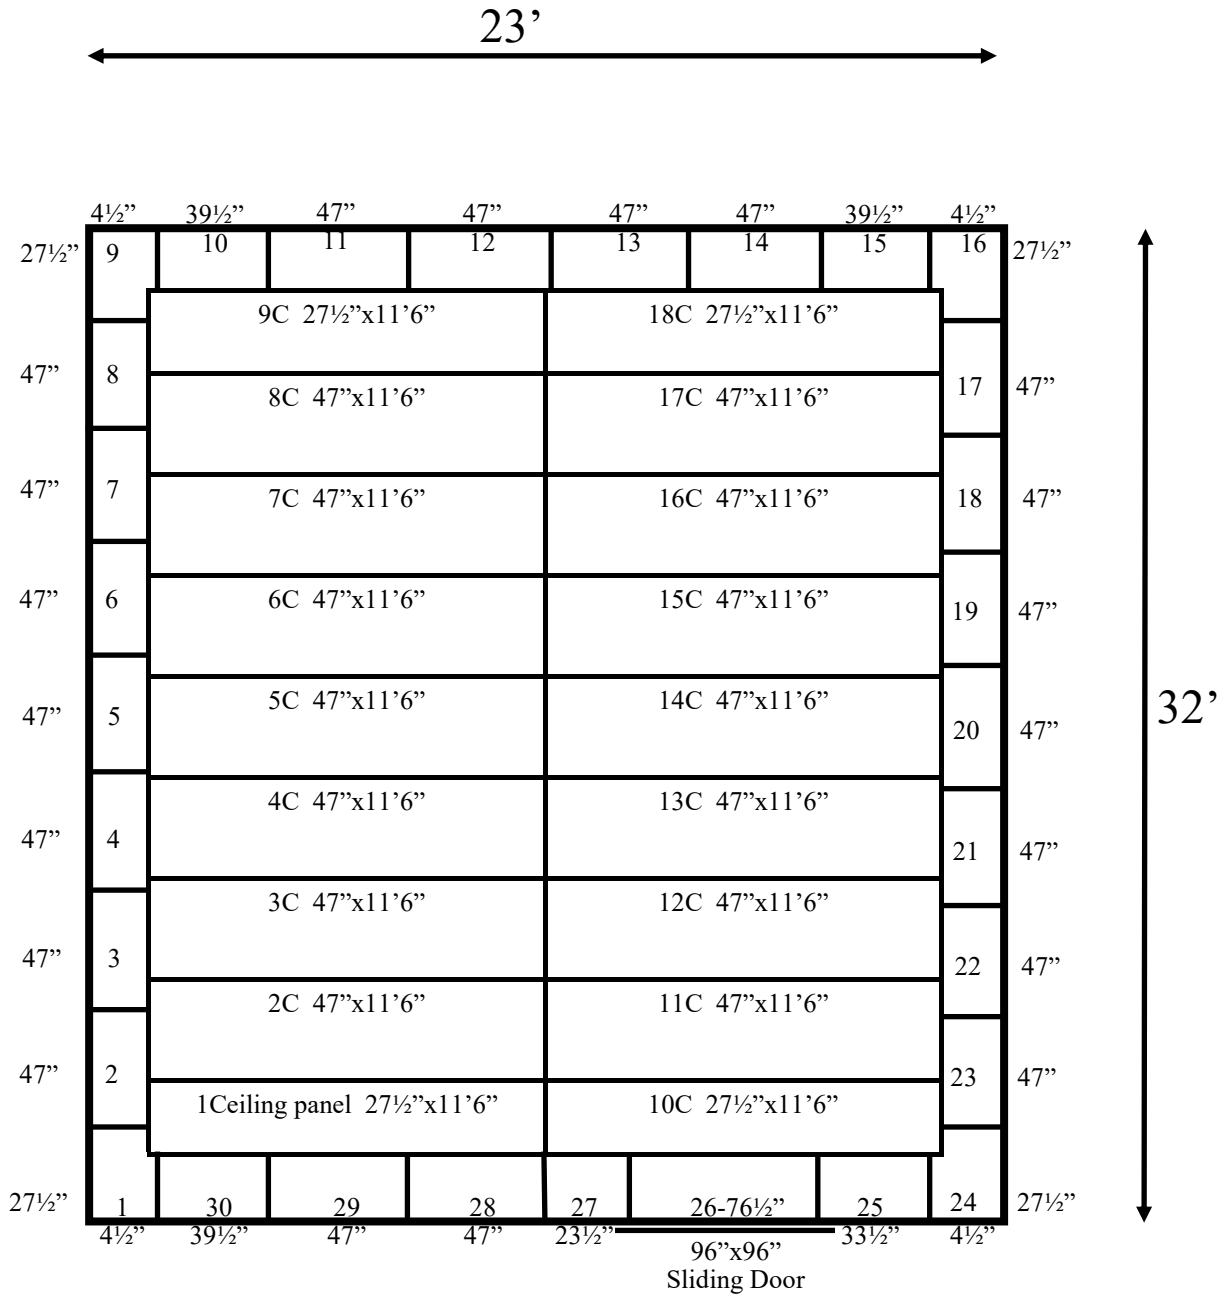 23’
4½” 39½” 47” 47” 47” 47” 39½” 4½”
27½” 9 10 11 12 13 14 15 16 27½”
9C 27½”x11’6” 18C 27½”x11’6”
47” 8 8C 47”x11’6” 17C 47”x11’6” 17 47”
47” 7 7C 47”x11’6” 16C 47”x11’6” 18 47”
47” 6 6C 47”x11’6” 15C 47”x11’6” 19 47”
47” 5 5C 47”x11’6” 14C 47”x11’6” 20 47”
32’
47” 4 4C 47”x11’6” 13C 47”x11’6” 21 47”
47” 3 3C 47”x11’6” 12C 47”x11’6” 22 47”
47” 2 2C 47”x11’6” 11C 47”x11’6” 23 47”
1Ceiling panel 27½”x11’6” 10C 27½”x11’6”
27½” 1 30 29 28 27 26-76½” 25 24 27½”
4½” 39½” 47” 47” 23½” 33½” 4½”
96”x96”
Sliding Door